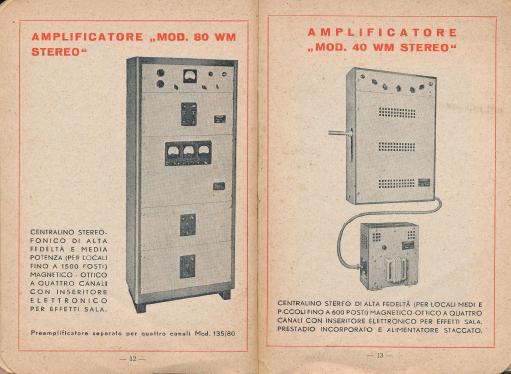 AMPLIFICATORE „MOD. 80 WM
STEREO“
CENTRALINO STEREO-
FONICO DI ALTA
FEDELTÀ E MEDIA
POTENZA (PER LOCALI
FINO A 1500 POSTI)
MAGNETICO - OTTICO
A QUATTRO CANALI
CON INSERITORE
ELETTRONICO
PER EFFETTI SALA.
Preamplificatore separato per quattro canali Mod. 135/80
— 12 —
AMPLIFICATORE
„MOD. 40 WM STEREO“
CENTRALINO STEREO DI ALTA FEDELTÀ (PER LOCALI MEDI E
PICCOLI FINO A 600 POSTI) MAGNETICO-OTTICO A QUATTRO
CANALI CON INSERITORE ELETTRONICO PER EFFETTI SALA.
PRESTADIO INCORPORATO E ALIMENTATORE STACCATO.
— 13 —